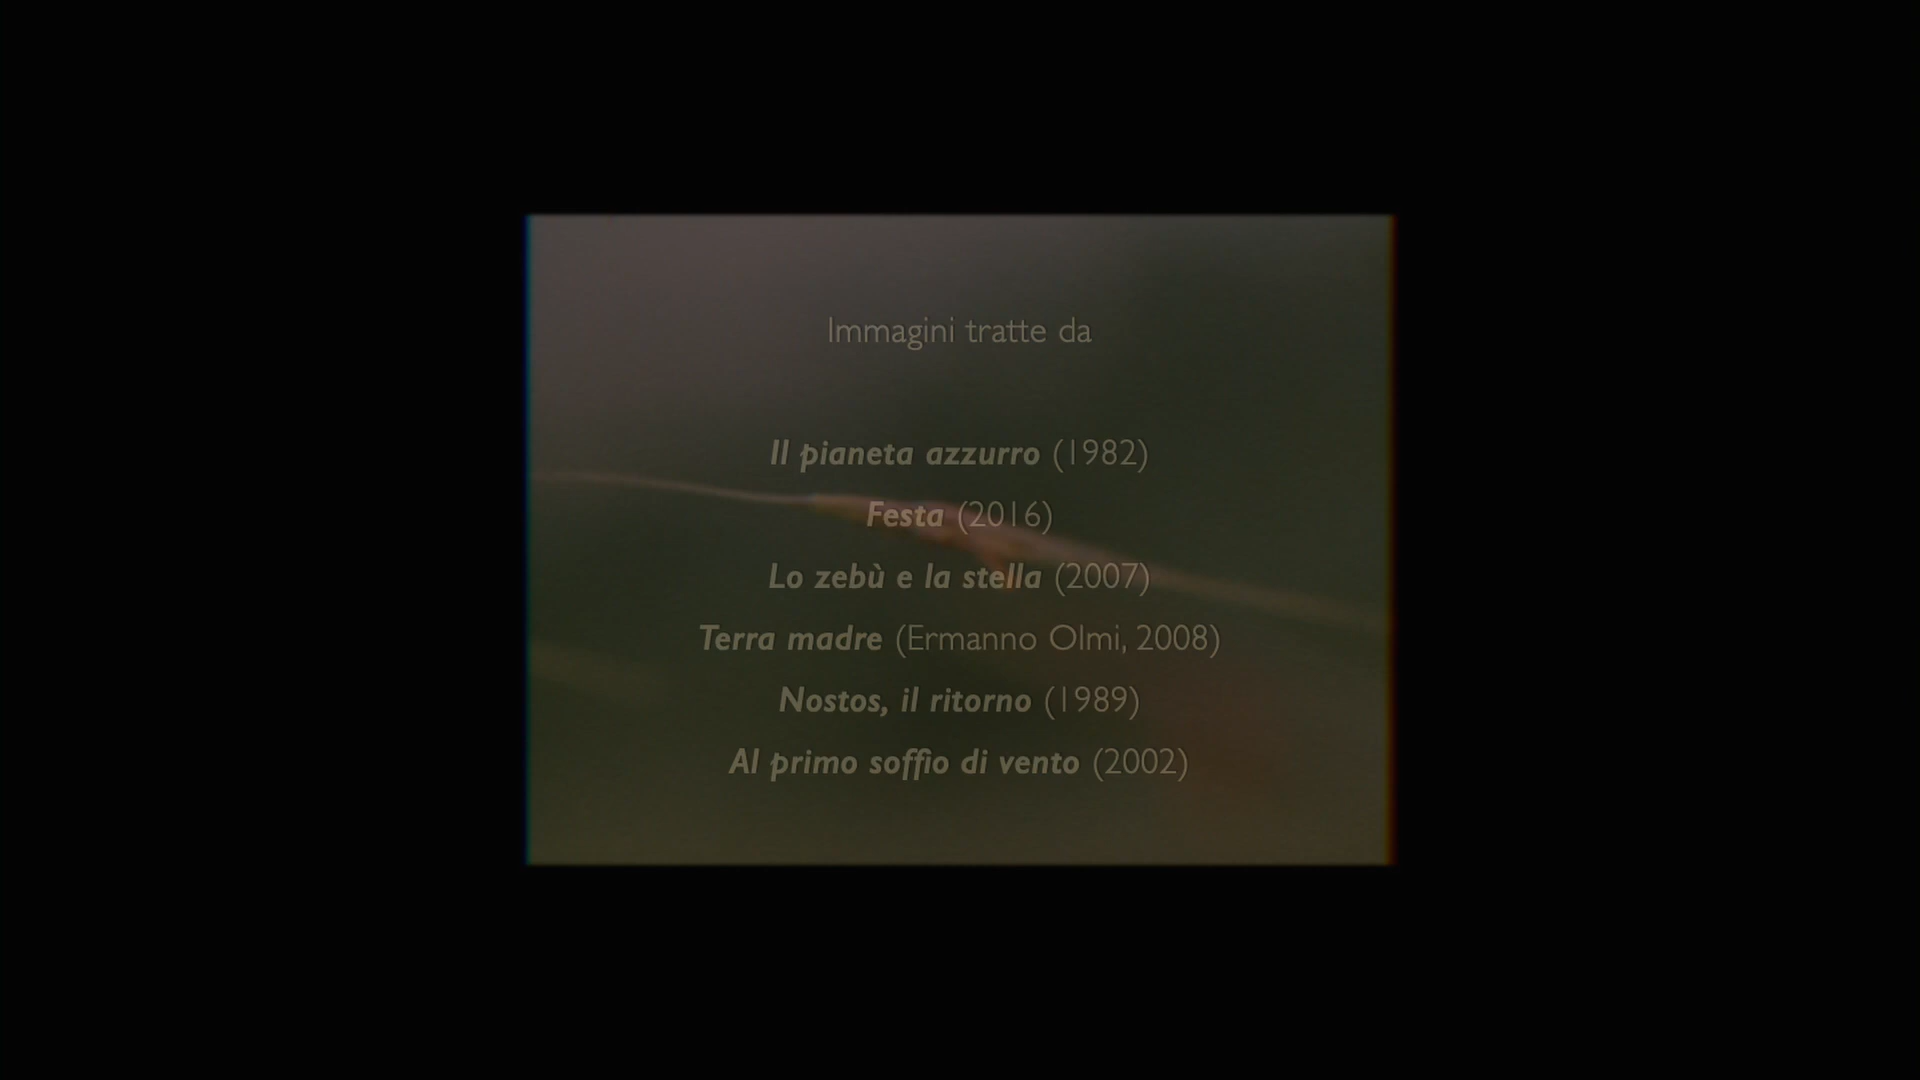 Immagini tratte da
Il pianeta azzurro (1982)
Festa (2016)
Lo zebù e la stella (2007)
Terra madre (Ermanno Olmi, 2008)
Nostos, il ritorno (1989)
Al primo soffio di vento (2002)